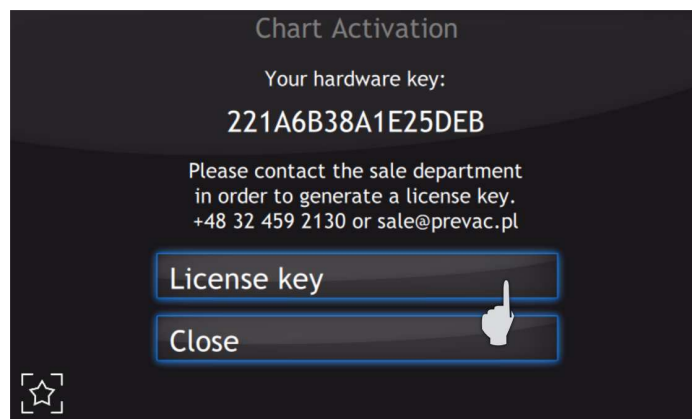 Chart Activation
Your hardware key:
221A6B38A1E25DEB
Please contact the sale department
in order to generate a license key.
+48 32 459 2130 or sale@prevac.pl
License key
Close